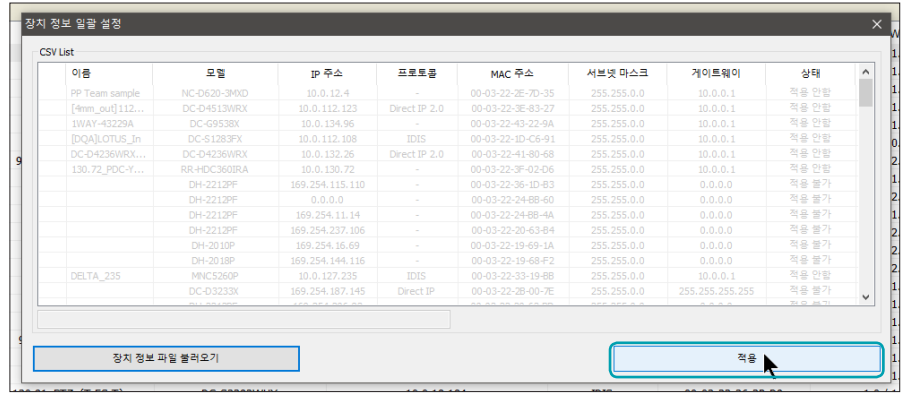 장치 정보 일괄 설정
CSV List
이름 모델 IP 주소 프로토콜 MAC 주소 서브넷 마스크 게이트웨이 상태
PP Team sample NC-D620-3MXD 10.0.12.4 - 00-03-22-2E-7D-35 255.255.0.0 10.0.0.1 적용 안함
[4mm_out]112... DC-D4513WRX 10.0.112.123 Direct IP 2.0 00-03-22-3E-83-27 255.255.0.0 10.0.0.1 적용 안함
1WAY-43229A DC-G9538X 10.0.134.96 - 00-03-22-43-22-9A 255.255.0.0 10.0.0.1 적용 안함
[DQA]LOTUS_In DC-S1283FX 10.0.112.108 IDIS 00-03-22-1D-C6-91 255.255.0.0 10.0.0.1 적용 안함
DC-D4236WRX... DC-D4236WRX 10.0.132.26 Direct IP 2.0 00-03-22-41-80-68 255.255.0.0 10.0.0.1 적용 안함
130.72_PDC-Y... RR-HDC360IRA 10.0.130.72 - 00-03-22-3F-02-D6 255.255.0.0 10.0.0.1 적용 안함
DH-2212PF 169.254.115.110 - 00-03-22-36-1D-B3 255.255.0.0 0.0.0.0 적용 불가
DH-2212PF 0.0.0.0 - 00-03-22-24-BB-60 255.255.0.0 0.0.0.0 적용 불가
DH-2212PF 169.254.11.14 - 00-03-22-24-BB-4A 255.255.0.0 0.0.0.0 적용 불가
DH-2212PF 169.254.237.106 - 00-03-22-20-63-84 255.255.0.0 0.0.0.0 적용 불가
DH-2010P 169.254.16.69 - 00-03-22-19-69-1A 255.255.0.0 0.0.0.0 적용 불가
DH-2018P 169.254.144.116 - 00-03-22-19-68-F2 255.255.0.0 0.0.0.0 적용 불가
DELTA_235 MNC5260P 10.0.127.235 IDIS 00-03-22-33-19-BB 255.255.0.0 10.0.0.1 적용 안함
DC-D3233X 169.254.187.145 Direct IP 00-03-22-2B-00-7E 255.255.0.0 255.255.255.255 적용 불가
장치 정보 파일 불러오기 적용